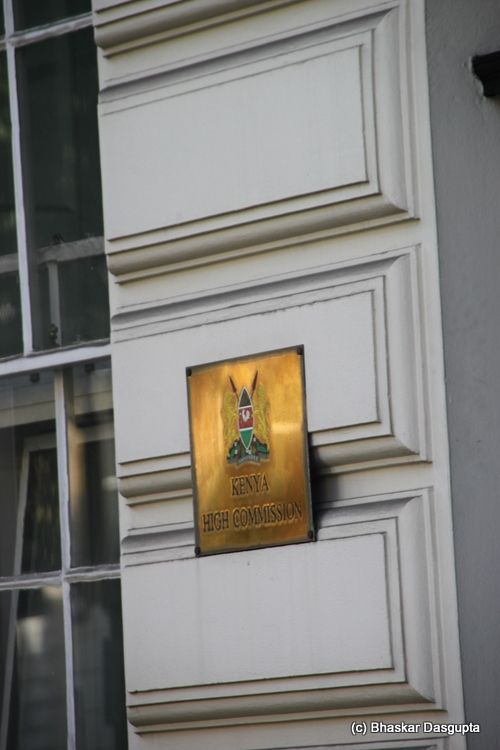 KENYA
HIGH COMMISSION
(c) Bhaskar Dasgupta